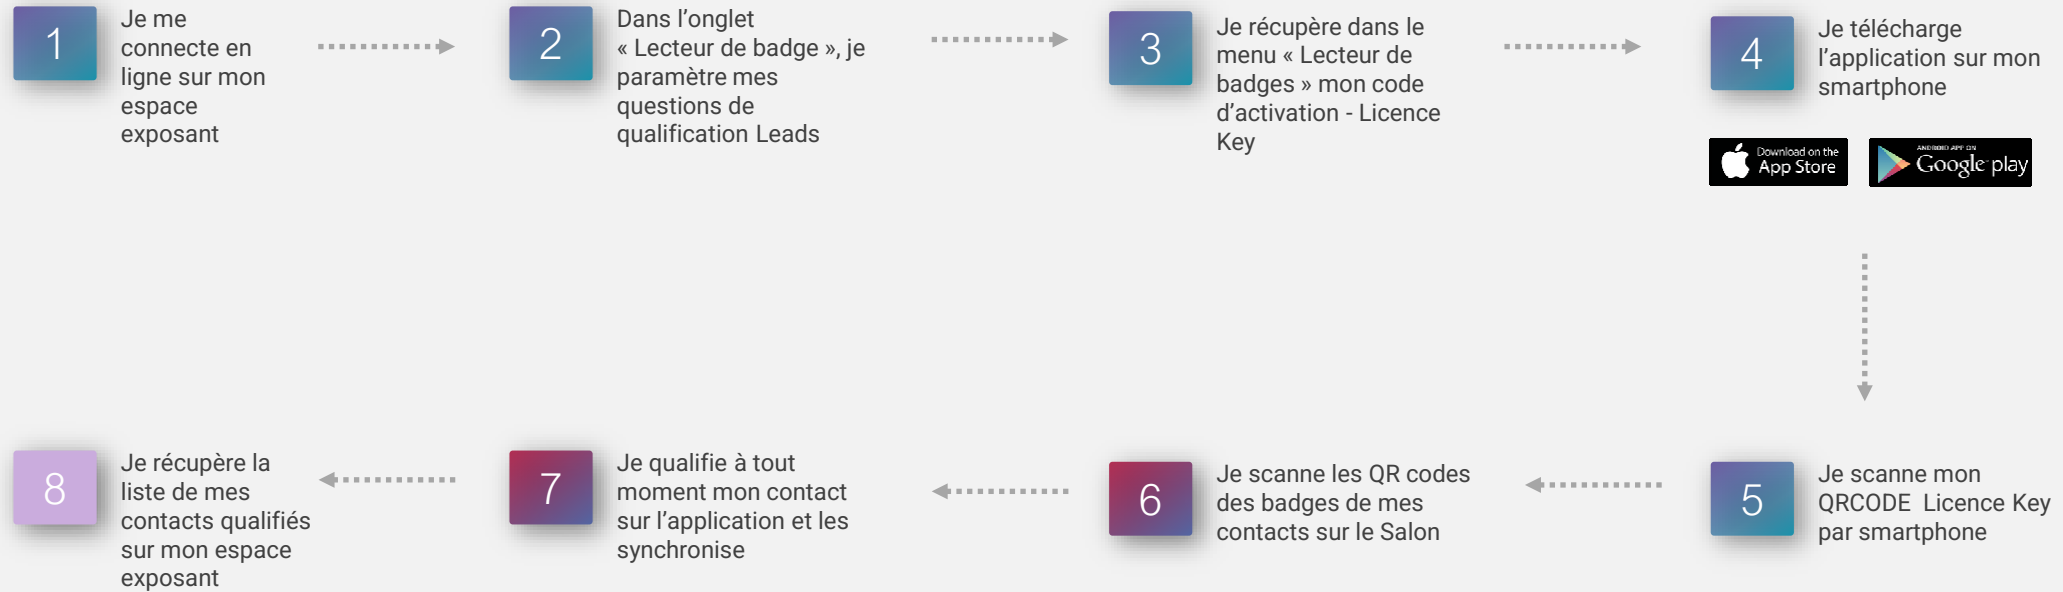 1
Je me
connecte en
ligne sur mon
espace
exposant
2
Dans l’onglet
« Lecteur de badge », je
paramètre mes
questions de
qualification Leads
3
Je récupère dans le
menu « Lecteur de
badges » mon code
d’activation - Licence
Key
4
Je télécharge
l’application sur mon
smartphone
Download on the
App Store
ANDROID APP ON
Google play
5
Je scanne mon
QRCODE Licence Key
par smartphone
6
Je scanne les QR codes
des badges de mes
contacts sur le Salon
7
Je qualifie à tout
moment mon contact
sur l’application et les
synchronise
8
Je récupère la
liste de mes
contacts qualifiés
sur mon espace
exposant